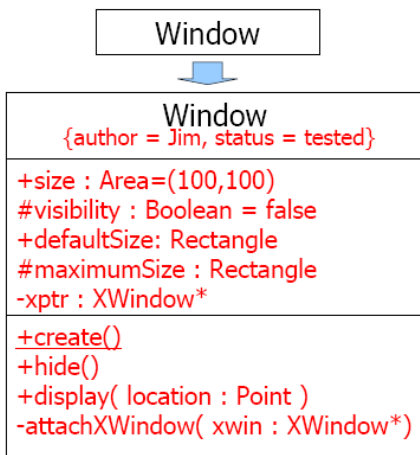 Window
Window
{author = Jim, status = tested}
+size : Area=(100,100)
#visibility : Boolean = false
+defaultSize: Rectangle
#maximumSize : Rectangle
-xptr : XWindow*
+create()
+hide()
+display( location : Point )
-attachXWindow( xwin : XWindow*)